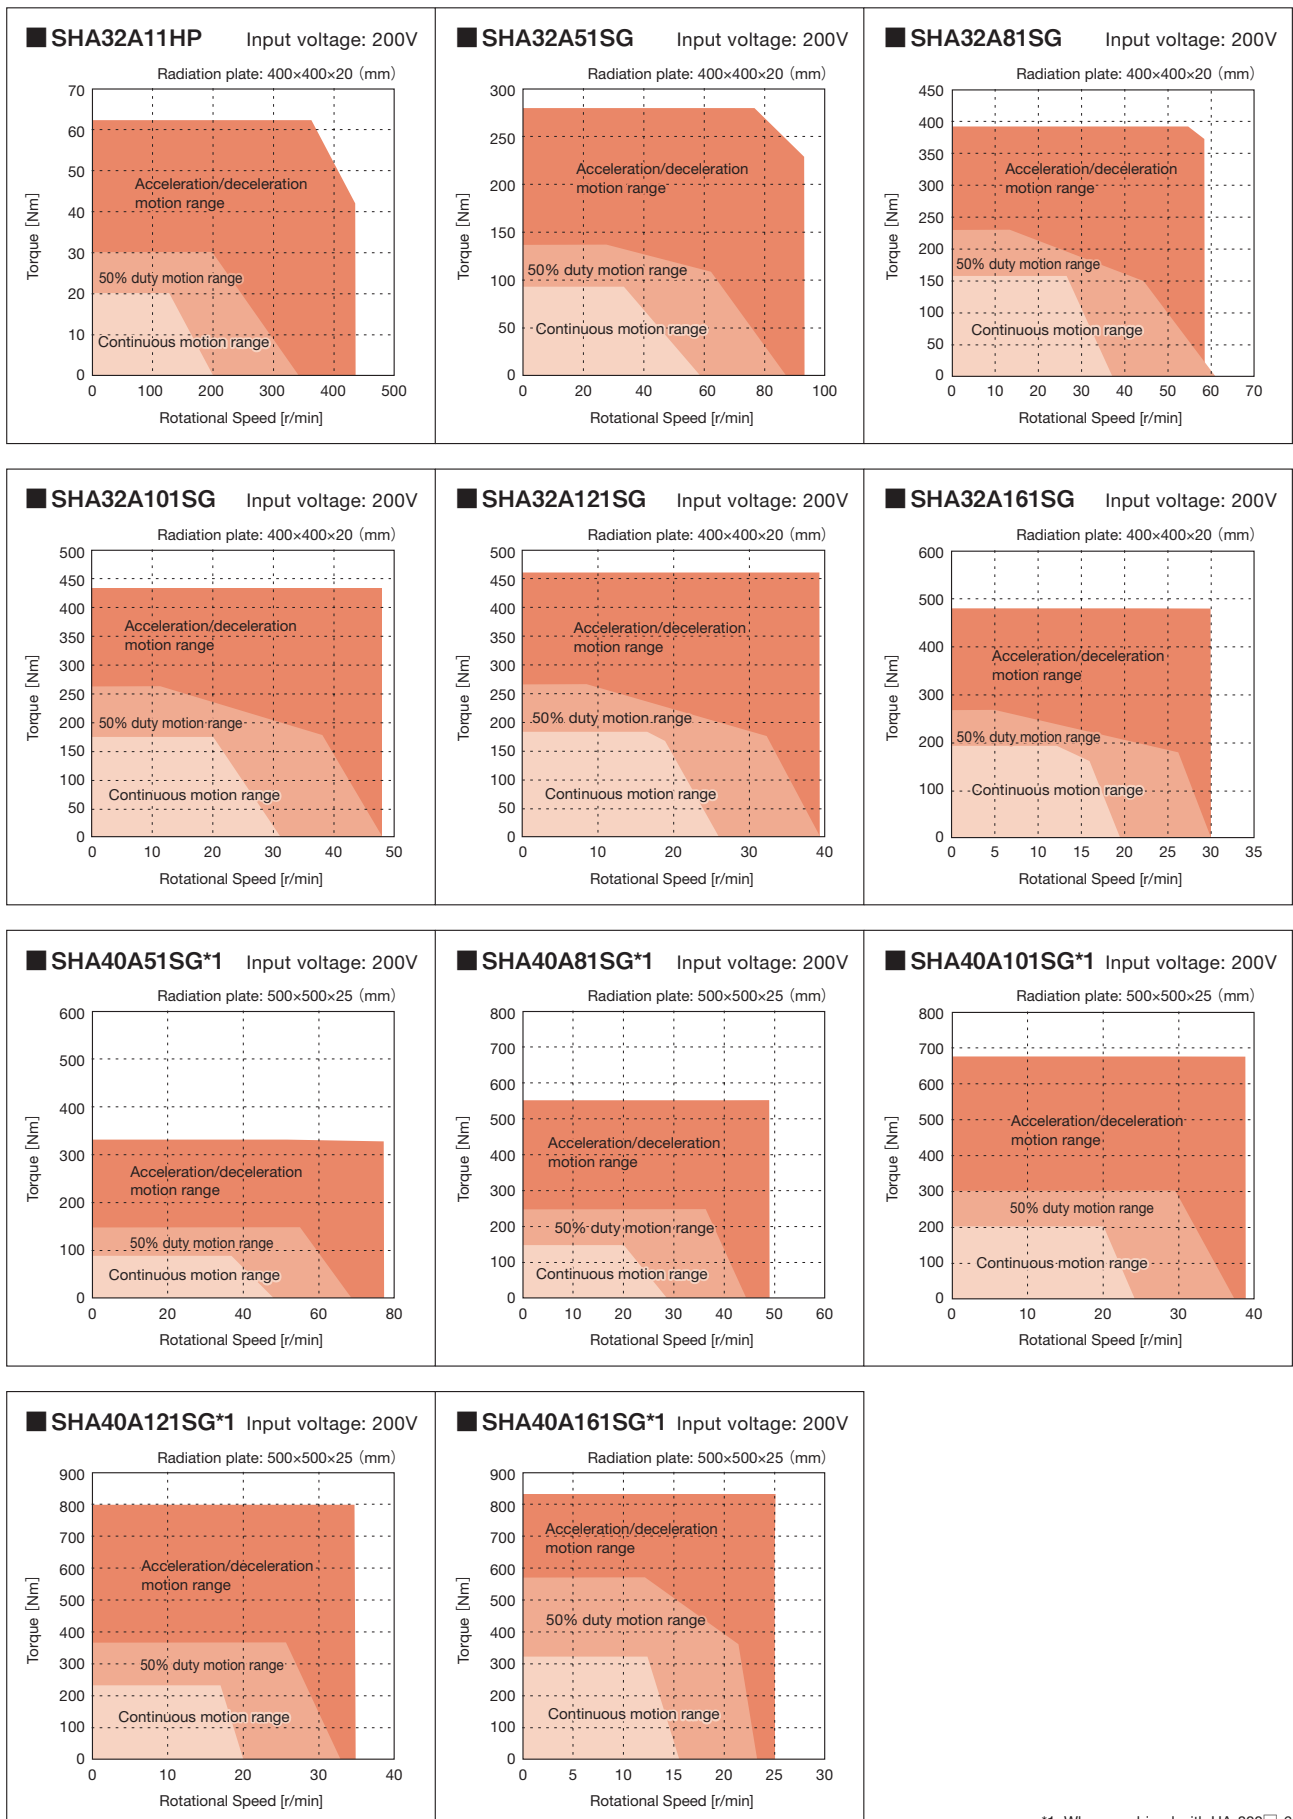 ■SHA32A11HP Input voltage: 200V
Radiation plate: 400×400×20 (mm)
Torque [Nm]
70
60
50
40
30
20
10
0
Acceleration/deceleration
motion range
50% duty motion range
Continuous motion range
0 100 200 300 400 500
Rotational Speed [r/min]
■SHA32A51SG Input voltage: 200V
Radiation plate: 400×400×20 (mm)
Torque [Nm]
300
250
200
150
100
50
0
Acceleration/deceleration
motion range
50% duty motion range
Continuous motion range
0 20 40 60 80 100
Rotational Speed [r/min]
■SHA32A81SG Input voltage: 200V
Radiation plate: 400×400×20 (mm)
Torque [Nm]
450
400
350
300
250
200
150
100
50
0
Acceleration/deceleration
motion range
50% duty motion range
Continuous motion range
0 10 20 30 40 50 60 70
Rotational Speed [r/min]
■SHA32A101SG Input voltage: 200V
Radiation plate: 400×400×20 (mm)
Torque [Nm]
500
450
400
350
300
250
200
150
100
50
0
Acceleration/deceleration
motion range
50% duty motion range
Continuous motion range
0 10 20 30 40 50
Rotational Speed [r/min]
■SHA32A121SG Input voltage: 200V
Radiation plate: 400×400×20 (mm)
Torque [Nm]
500
450
400
350
300
250
200
150
100
50
0
Acceleration/deceleration
motion range
50% duty motion range
Continuous motion range
0 10 20 30 40
Rotational Speed [r/min]
■SHA32A161SG Input voltage: 200V
Radiation plate: 400×400×20 (mm)
Torque [Nm]
600
500
400
300
200
100
0
Acceleration/deceleration
motion range
50% duty motion range
Continuous motion range
0 5 10 15 20 25 30 35
Rotational Speed [r/min]
■SHA40A51SG*1 Input voltage: 200V
Radiation plate: 500×500×25 (mm)
Torque [Nm]
600
500
400
300
200
100
0
Acceleration/deceleration
motion range
50% duty motion range
Continuous motion range
0 20 40 60 80
Rotational Speed [r/min]
■SHA40A81SG*1 Input voltage: 200V
Radiation plate: 500×500×25 (mm)
Torque [Nm]
800
700
600
500
400
300
200
100
0
Acceleration/deceleration
motion range
50% duty motion range
Continuous motion range
0 10 20 30 40 50 60
Rotational Speed [r/min]
■SHA40A101SG*1 Input voltage: 200V
Radiation plate: 500×500×25 (mm)
Torque [Nm]
800
700
600
500
400
300
200
100
0
Acceleration/deceleration
motion range
50% duty motion range
Continuous motion range
0 10 20 30 40
Rotational Speed [r/min]
■SHA40A121SG*1 Input voltage: 200V
Radiation plate: 500×500×25 (mm)
Torque [Nm]
900
800
700
600
500
400
300
200
100
0
Acceleration/deceleration
motion range
50% duty motion range
Continuous motion range
0 10 20 30 40
Rotational Speed [r/min]
■SHA40A161SG*1 Input voltage: 200V
Radiation plate: 500×500×25 (mm)
Torque [Nm]
900
800
700
600
500
400
300
200
100
0
Acceleration/deceleration
motion range
50% duty motion range
Continuous motion range
0 5 10 15 20 25 30
Rotational Speed [r/min]